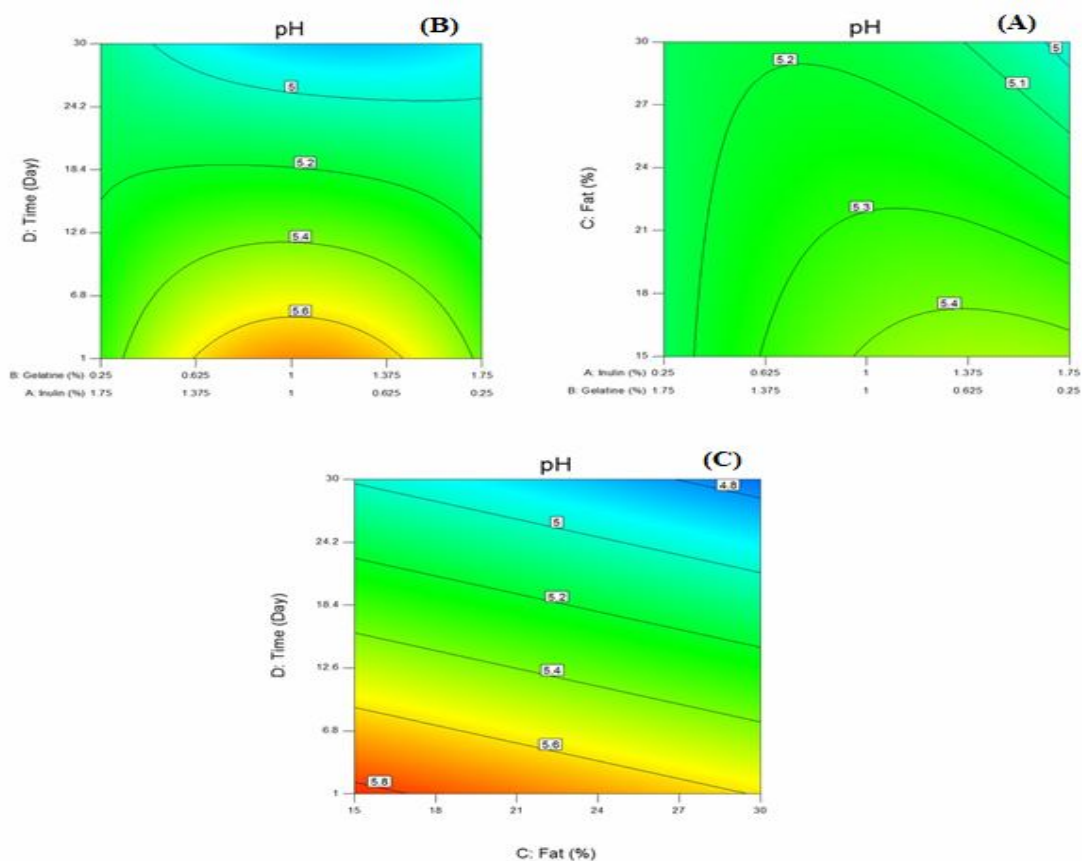 pH (B)
30
24.2
18.4
12.6
6.8
1
D: Time (Day)
5
5.2
5.4
5.6
B: Gelatine (%) 0.25 0.625 1 1.375 1.75
A: Inulin (%) 1.75 1.375 1 0.625 0.25
pH (A)
30
27
24
21
18
15
C: Fat (%)
5
5.1
5.2
5.3
5.4
A: Inulin (%) 0.25 0.625 1 1.375 1.75
B: Gelatine (%) 1.75 1.375 1 0.625 0.25
pH (C)
30
24.2
18.4
12.6
6.8
1
D: Time (Day)
4.8
5
5.2
5.4
5.6
5.8
15 18 21 24 27 30
C: Fat (%)